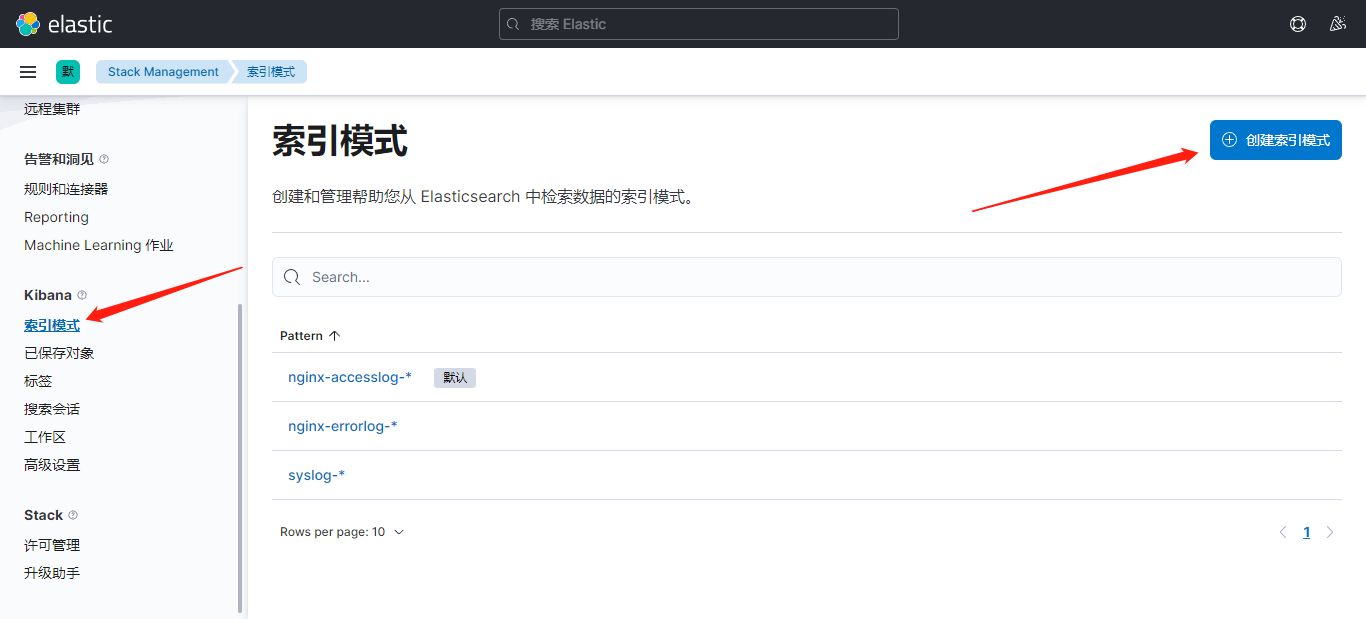 elastic
搜索 Elastic
默
Stack Management
索引模式
远程集群
告警和洞见
规则和连接器
Reporting
Machine Learning 作业
Kibana
索引模式
已保存对象
标签
搜索会话
工作区
高级设置
Stack
许可管理
升级助手
索引模式
创建索引模式
创建和管理帮助您从 Elasticsearch 中检索数据的索引模式。
Search...
Pattern
nginx-accesslog-* 默认
nginx-errorlog-*
syslog-*
Rows per page: 10
1